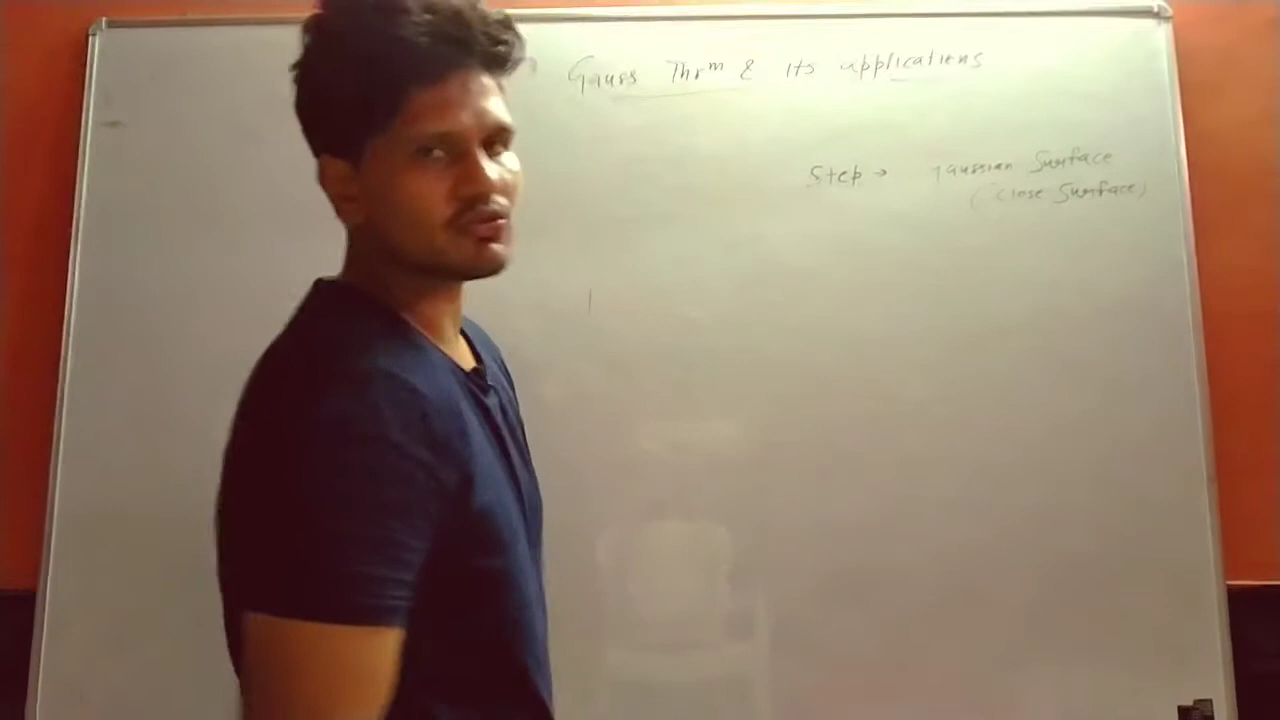 Gauss Thrm & its applications
Step → gaussian Surface
(close Surface)